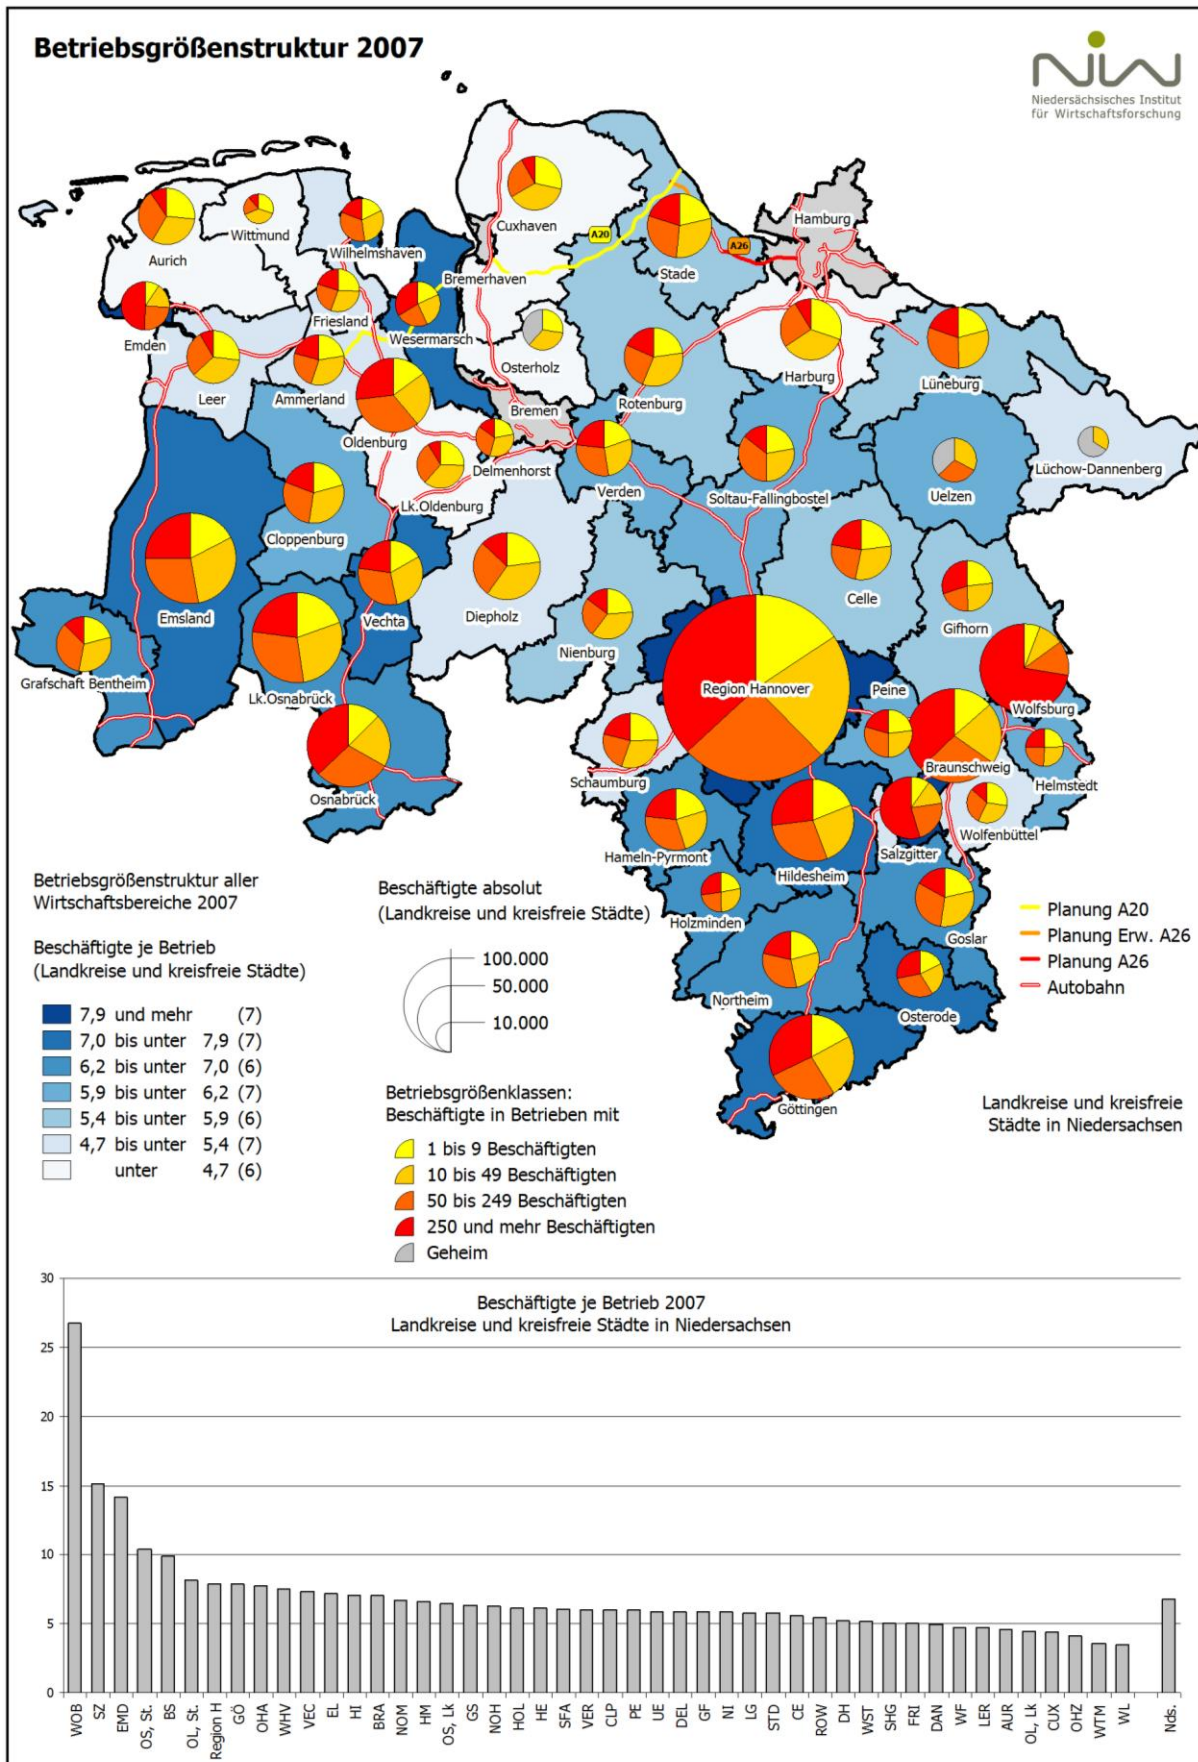 Betriebsgrößenstruktur 2007
NiW
Niedersächsisches Institut
für Wirtschaftsforschung
Hamburg
Cuxhaven
A20
A26
Stade
Wittmund
Aurich
Wilhelmshaven
Bremerhaven
Friesland
Emden
Wesermarsch
Osterholz
Harburg
Lüneburg
Leer
Ammerland
Rotenburg
Bremen
Oldenburg
Delmenhorst
Lüchow-Dannenberg
Verden
Soltau-Fallingbostel
Uelzen
Lk.Oldenburg
Cloppenburg
Celle
Gifhorn
Emsland
Vechta
Diepholz
Nienburg
Grafschaft Bentheim
Lk.Osnabrück
Region Hannover
Peine
Wolfsburg
Braunschweig
Schaumburg
Helmstedt
Osnabrück
Wolfenbüttel
Salzgitter
Hameln-Pyrmont
Hildesheim
Holzminden
Goslar
Northeim
Osterode
Göttingen
Betriebsgrößenstruktur aller
Wirtschaftsbereiche 2007
Beschäftigte je Betrieb
(Landkreise und kreisfreie Städte)
7,9 und mehr (7)
7,0 bis unter 7,9 (7)
6,2 bis unter 7,0 (6)
5,9 bis unter 6,2 (7)
5,4 bis unter 5,9 (6)
4,7 bis unter 5,4 (7)
unter 4,7 (6)
Beschäftigte absolut
(Landkreise und kreisfreie Städte)
100.000
50.000
10.000
Betriebsgrößenklassen:
Beschäftigte in Betrieben mit
1 bis 9 Beschäftigten
10 bis 49 Beschäftigten
50 bis 249 Beschäftigten
250 und mehr Beschäftigten
Geheim
Planung A20
Planung Erw. A26
Planung A26
Autobahn
Landkreise und kreisfreie
Städte in Niedersachsen
Beschäftigte je Betrieb 2007
Landkreise und kreisfreie Städte in Niedersachsen
30
25
20
15
10
5
0
WOB
SZ
EMD
OS, St.
BS
OL, St.
Region H
GÖ
OHA
WHV
VEC
EL
HI
BRA
NOM
HM
OS, Lk
GS
NOH
HOL
HE
SFA
VER
CLP
PE
UE
DEL
GF
NI
LG
STD
CE
ROW
DH
WST
SHG
FRI
DAN
WF
LER
AUR
OL, Lk
CUX
OHZ
WTM
WL
Nds.